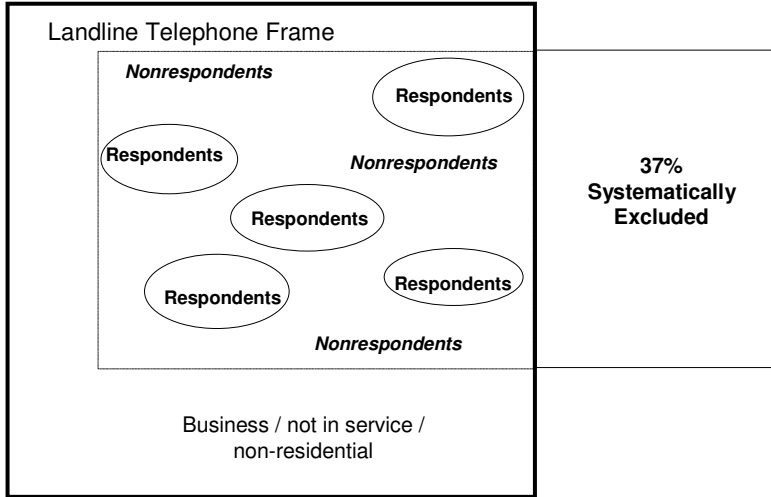 Landline Telephone Frame
Nonrespondents
Respondents
Respondents
Nonrespondents
37%
Systematically
Excluded
Respondents
Respondents
Respondents
Nonrespondents
Business / not in service /
non-residential